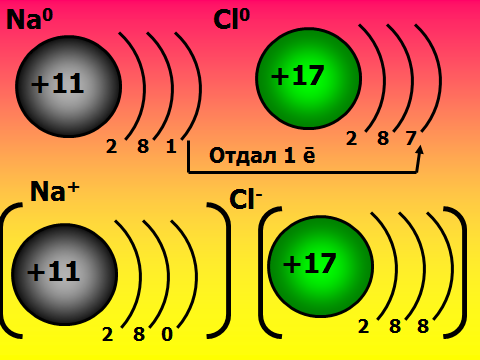 Na⁰ Cl⁰
+11 +17
2 8 1 2 8 7
Отдал 1 ē
Na⁺ Cl⁻
+11 +17
2 8 0 2 8 8